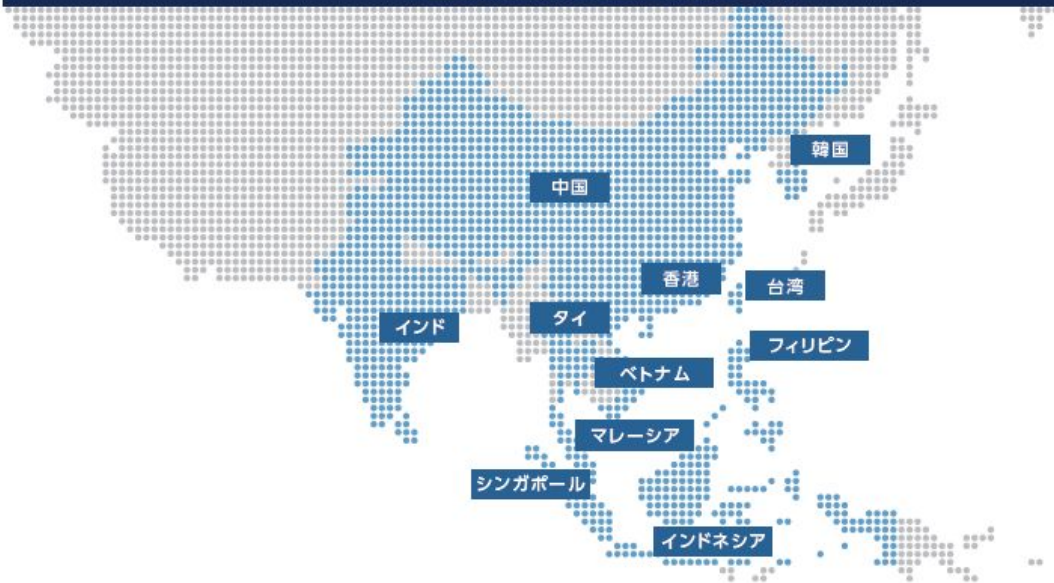 韓国
中国
香港
台湾
タイ
インド
フィリピン
ベトナム
マレーシア
シンガポール
インドネシア